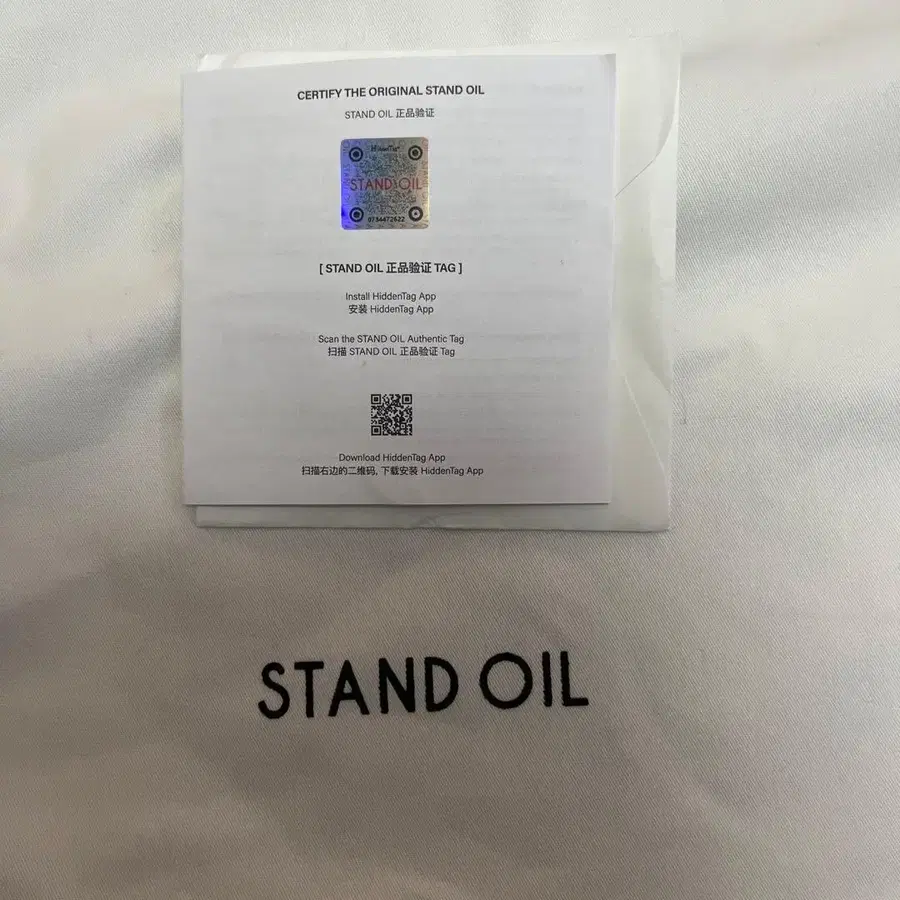 CERTIFY THE ORIGINAL STAND OIL
STAND OIL 正品验证
HiddenTag
STAND OIL
0734472522
[ STAND OIL 正品验证 TAG ]
Install HiddenTag App
安装 HiddenTag App
Scan the STAND OIL Authentic Tag
扫描 STAND OIL 正品验证 Tag
Download HiddenTag App
扫描右边的二维码, 下载安装 HiddenTag App
STAND OIL